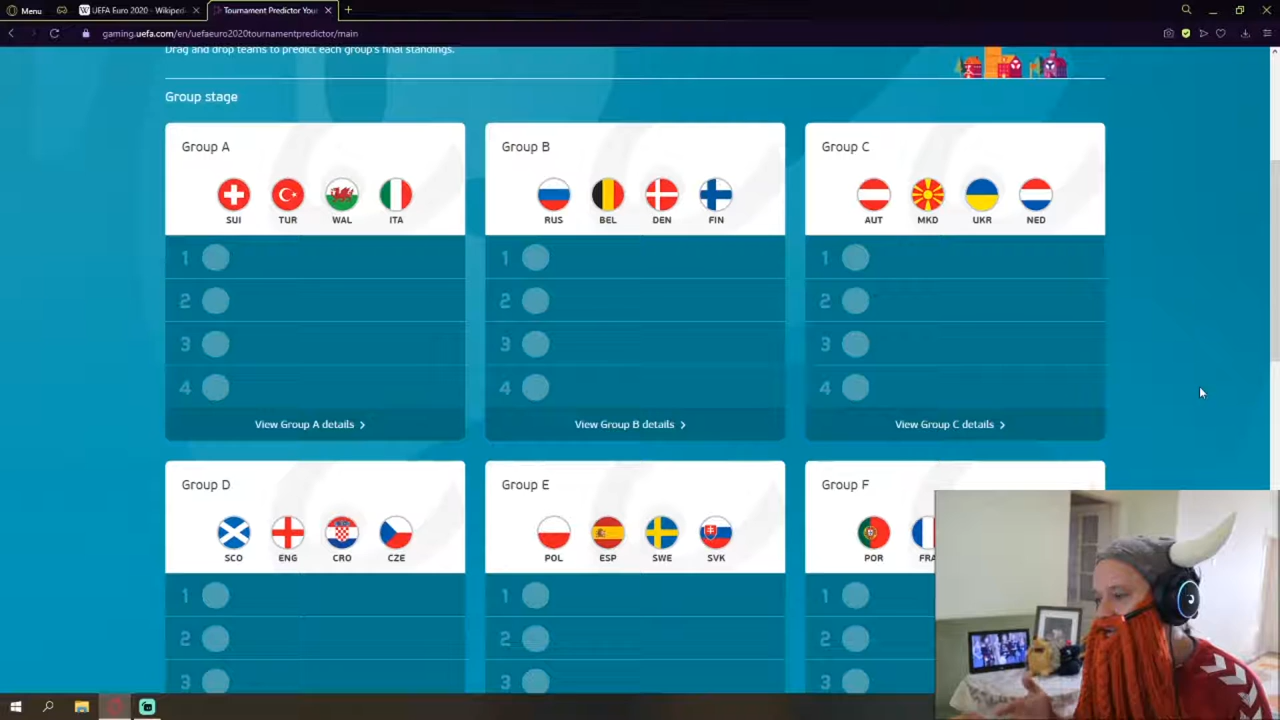 Menu
UEFA Euro 2020 - Wikiped
Tournament Predictor You
gaming.uefa.com/en/uefaeuro2020tournamentpredictor/main
Drag and drop teams to predict each group's final standings.
Group stage
Group A
SUI TUR WAL ITA
1
2
3
4
View Group A details
Group B
RUS BEL DEN FIN
1
2
3
4
View Group B details
Group C
AUT MKD UKR NED
1
2
3
4
View Group C details
Group D
SCO ENG CRO CZE
1
2
3
Group E
POL ESP SWE SVK
1
2
3
Group F
POR FRA
1
2
3